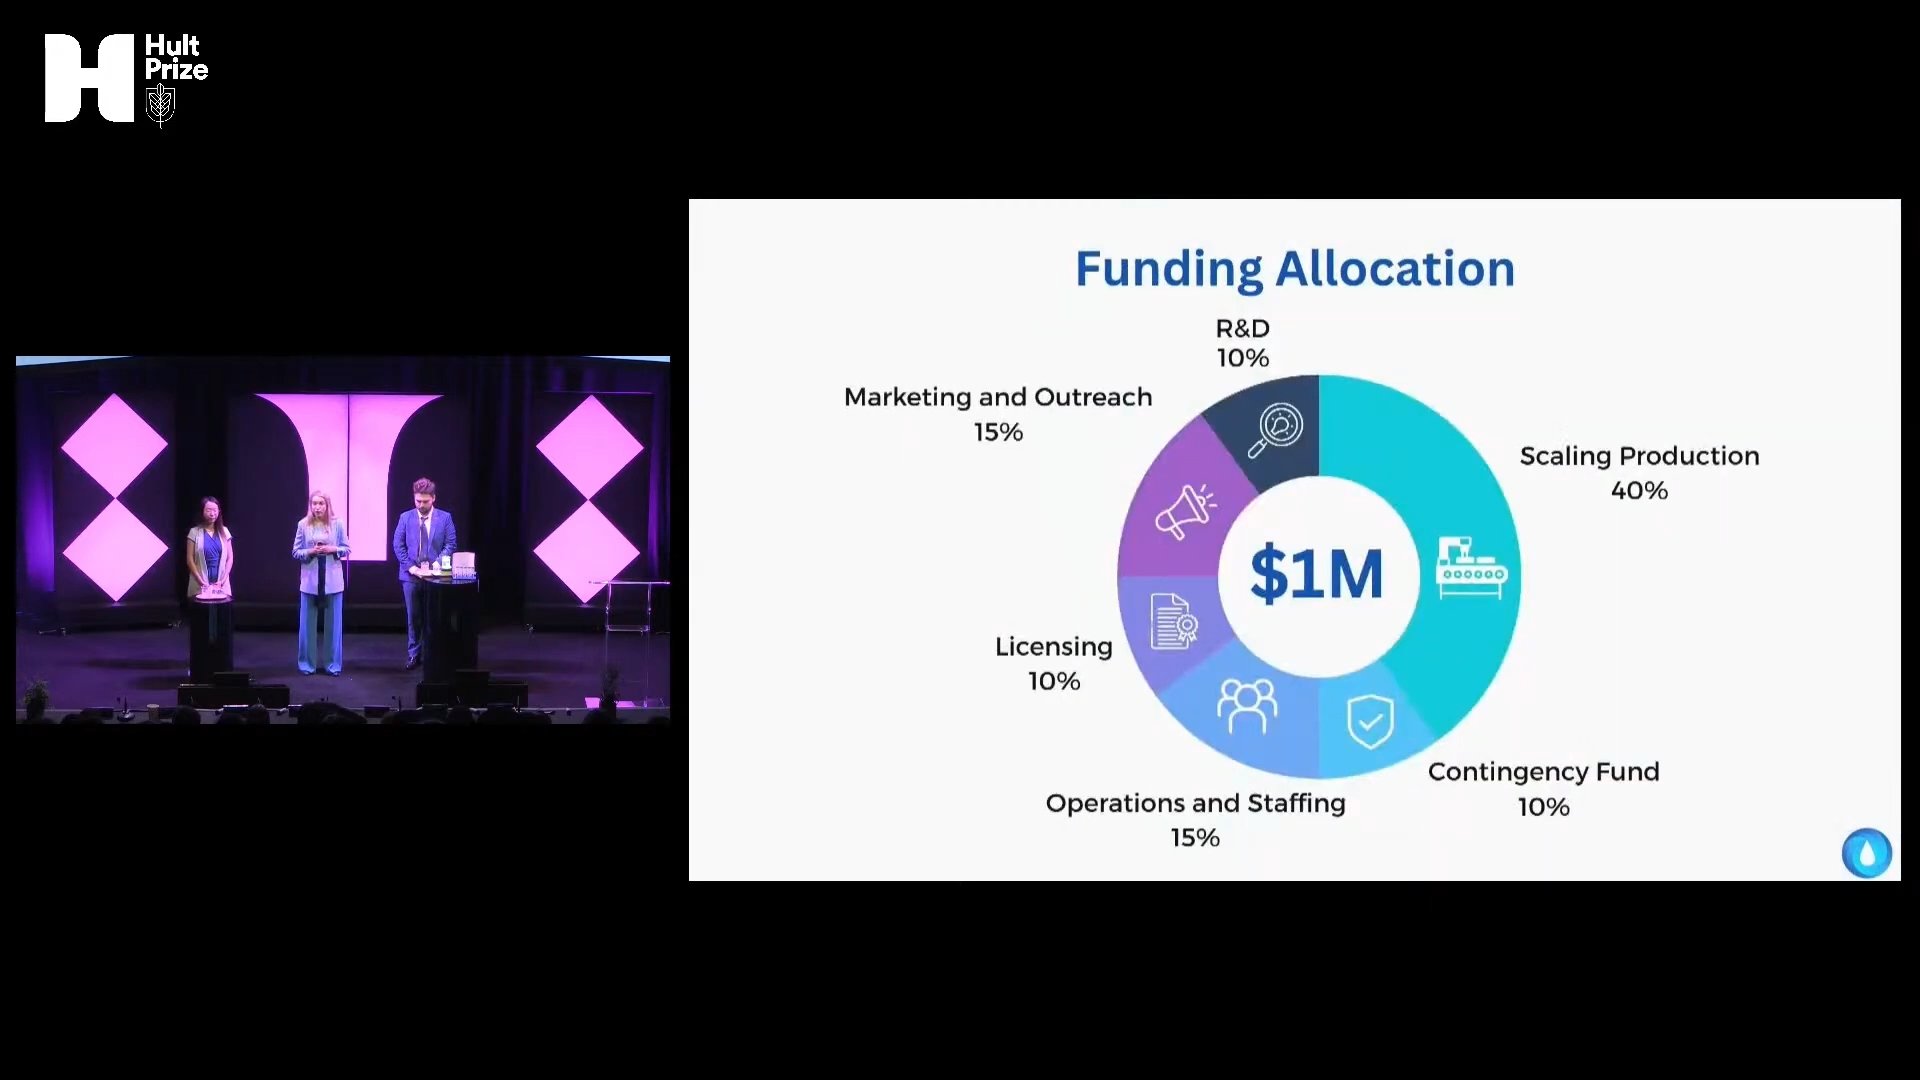 Hult
Prize
Funding Allocation
R&D
10%
Marketing and Outreach
15%
Scaling Production
40%
$1M
Licensing
10%
Contingency Fund
10%
Operations and Staffing
15%